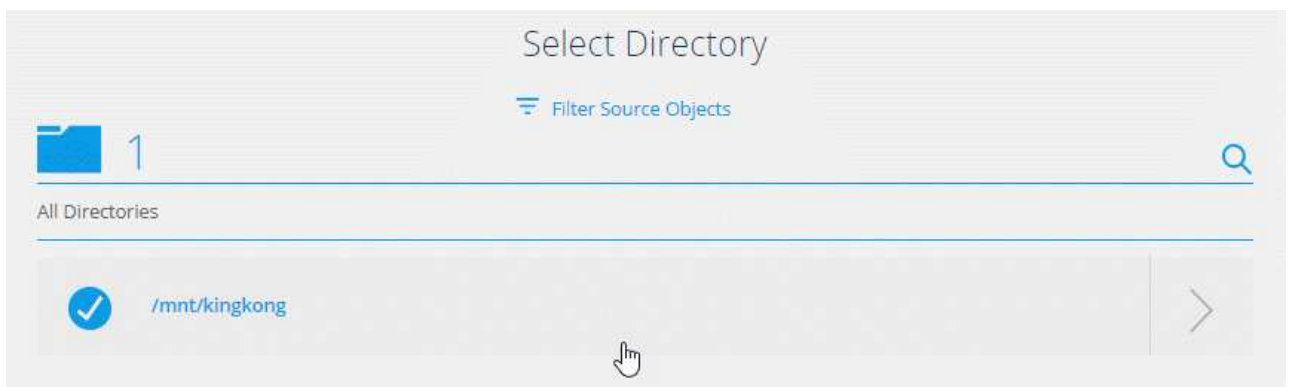 Select Directory
Filter Source Objects
1
All Directories
/mnt/kingkong